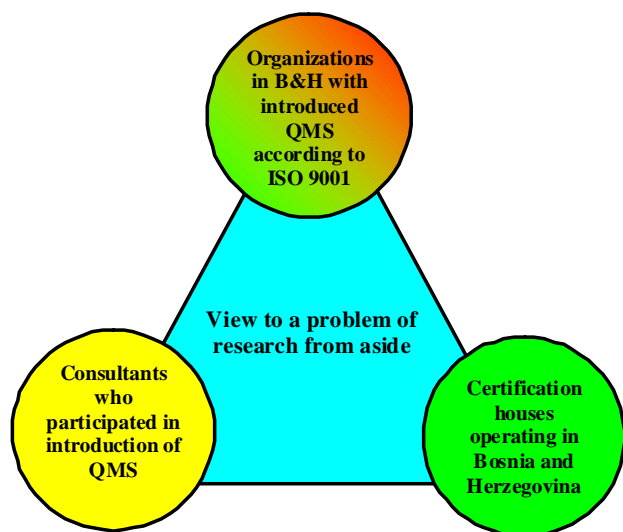 Organizations
in B&H with
introduced
QMS
according to
ISO 9001
View to a problem of
research from aside
Consultants
who
participated in
introduction of
QMS
Certification
houses
operating in
Bosnia and
Herzegovina